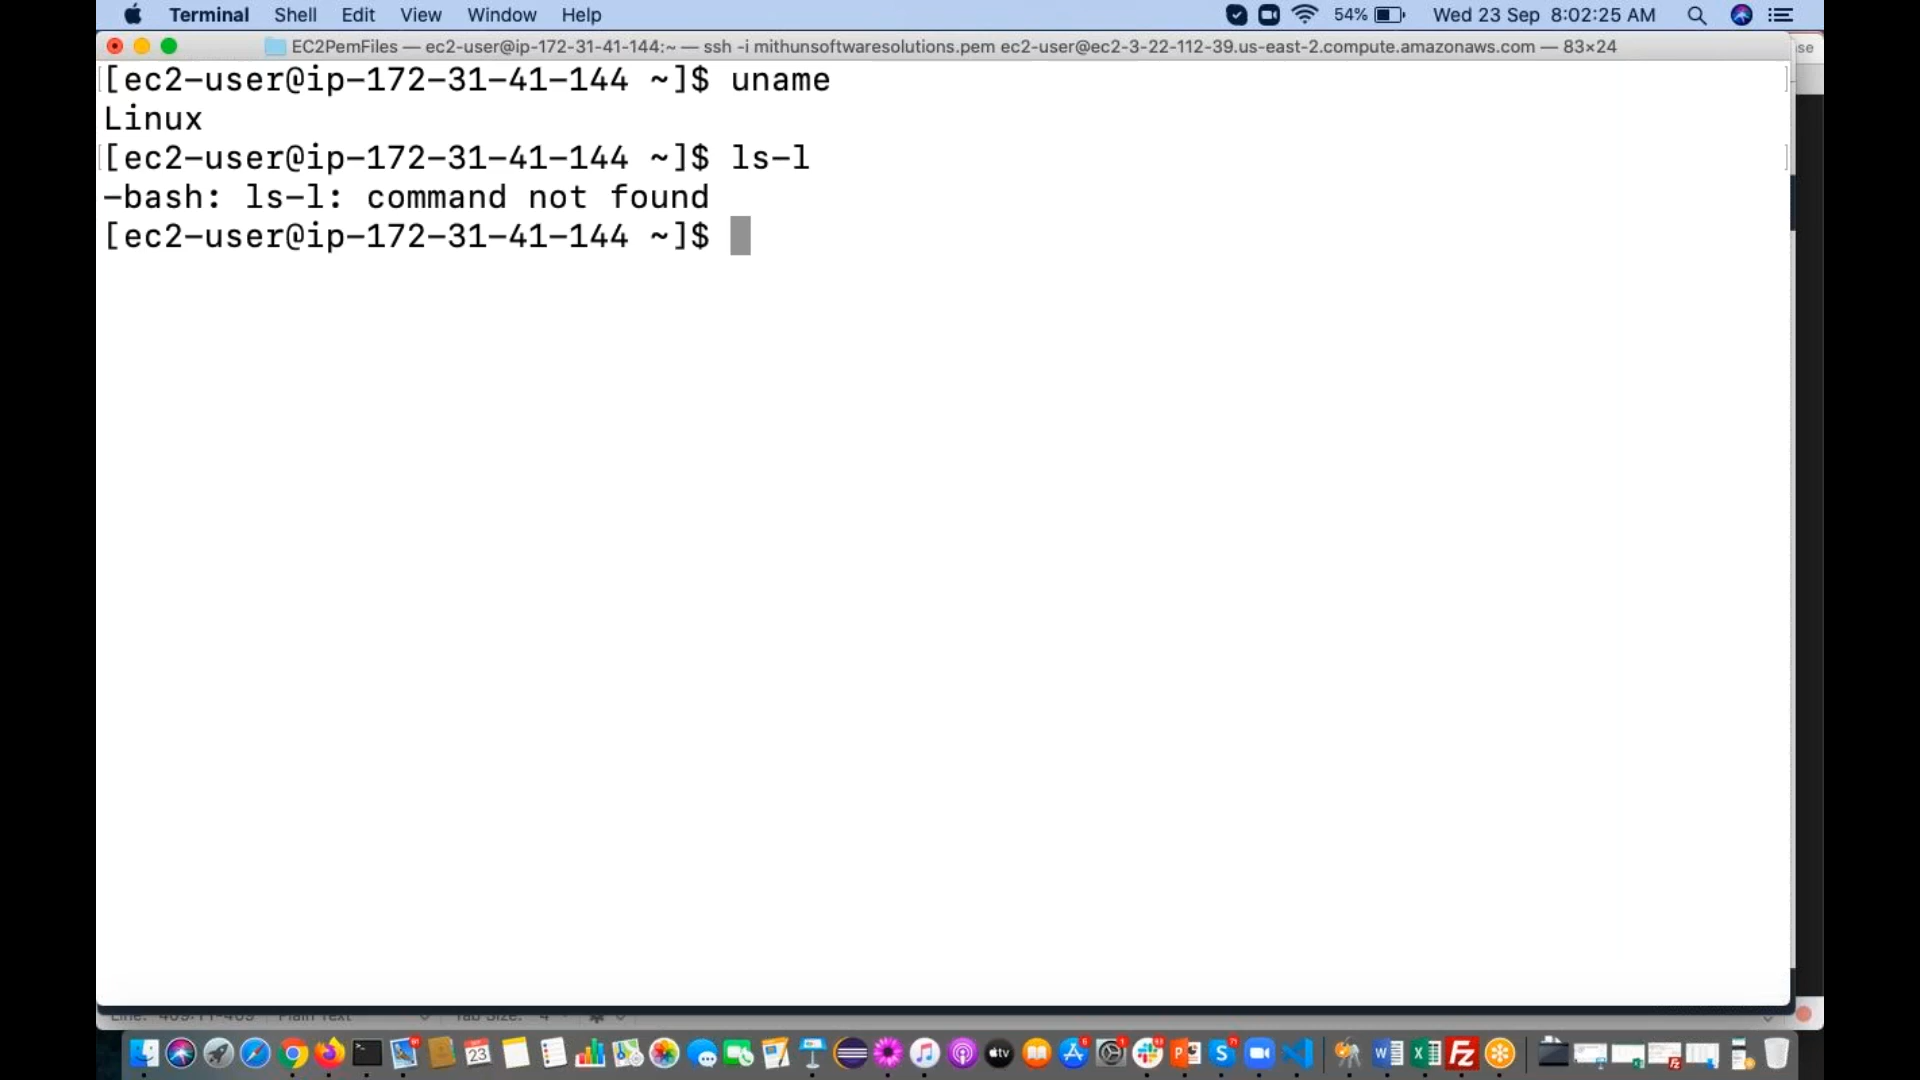 Terminal Shell Edit View Window Help 54% Wed 23 Sep 8:02:25 AM
EC2PemFiles — ec2-user@ip-172-31-41-144:~ — ssh -i mithunsoftwaresolutions.pem ec2-user@ec2-3-22-112-39.us-east-2.compute.amazonaws.com — 83×24
[ec2-user@ip-172-31-41-144 ~]$ uname
Linux
[ec2-user@ip-172-31-41-144 ~]$ ls-l
-bash: ls-l: command not found
[ec2-user@ip-172-31-41-144 ~]$